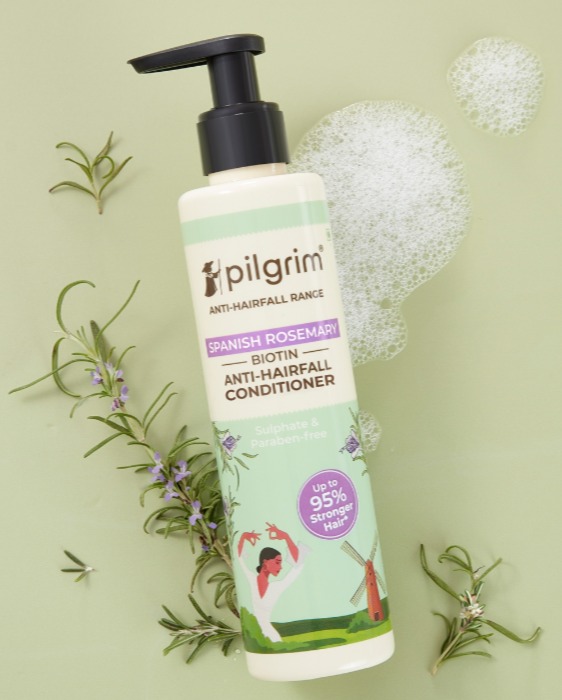 pilgrim®
ANTI-HAIRFALL RANGE
SPANISH ROSEMARY
BIOTIN
ANTI-HAIRFALL
CONDITIONER
Sulphate &
Paraben-free
Up to
95%
Stronger
Hair*